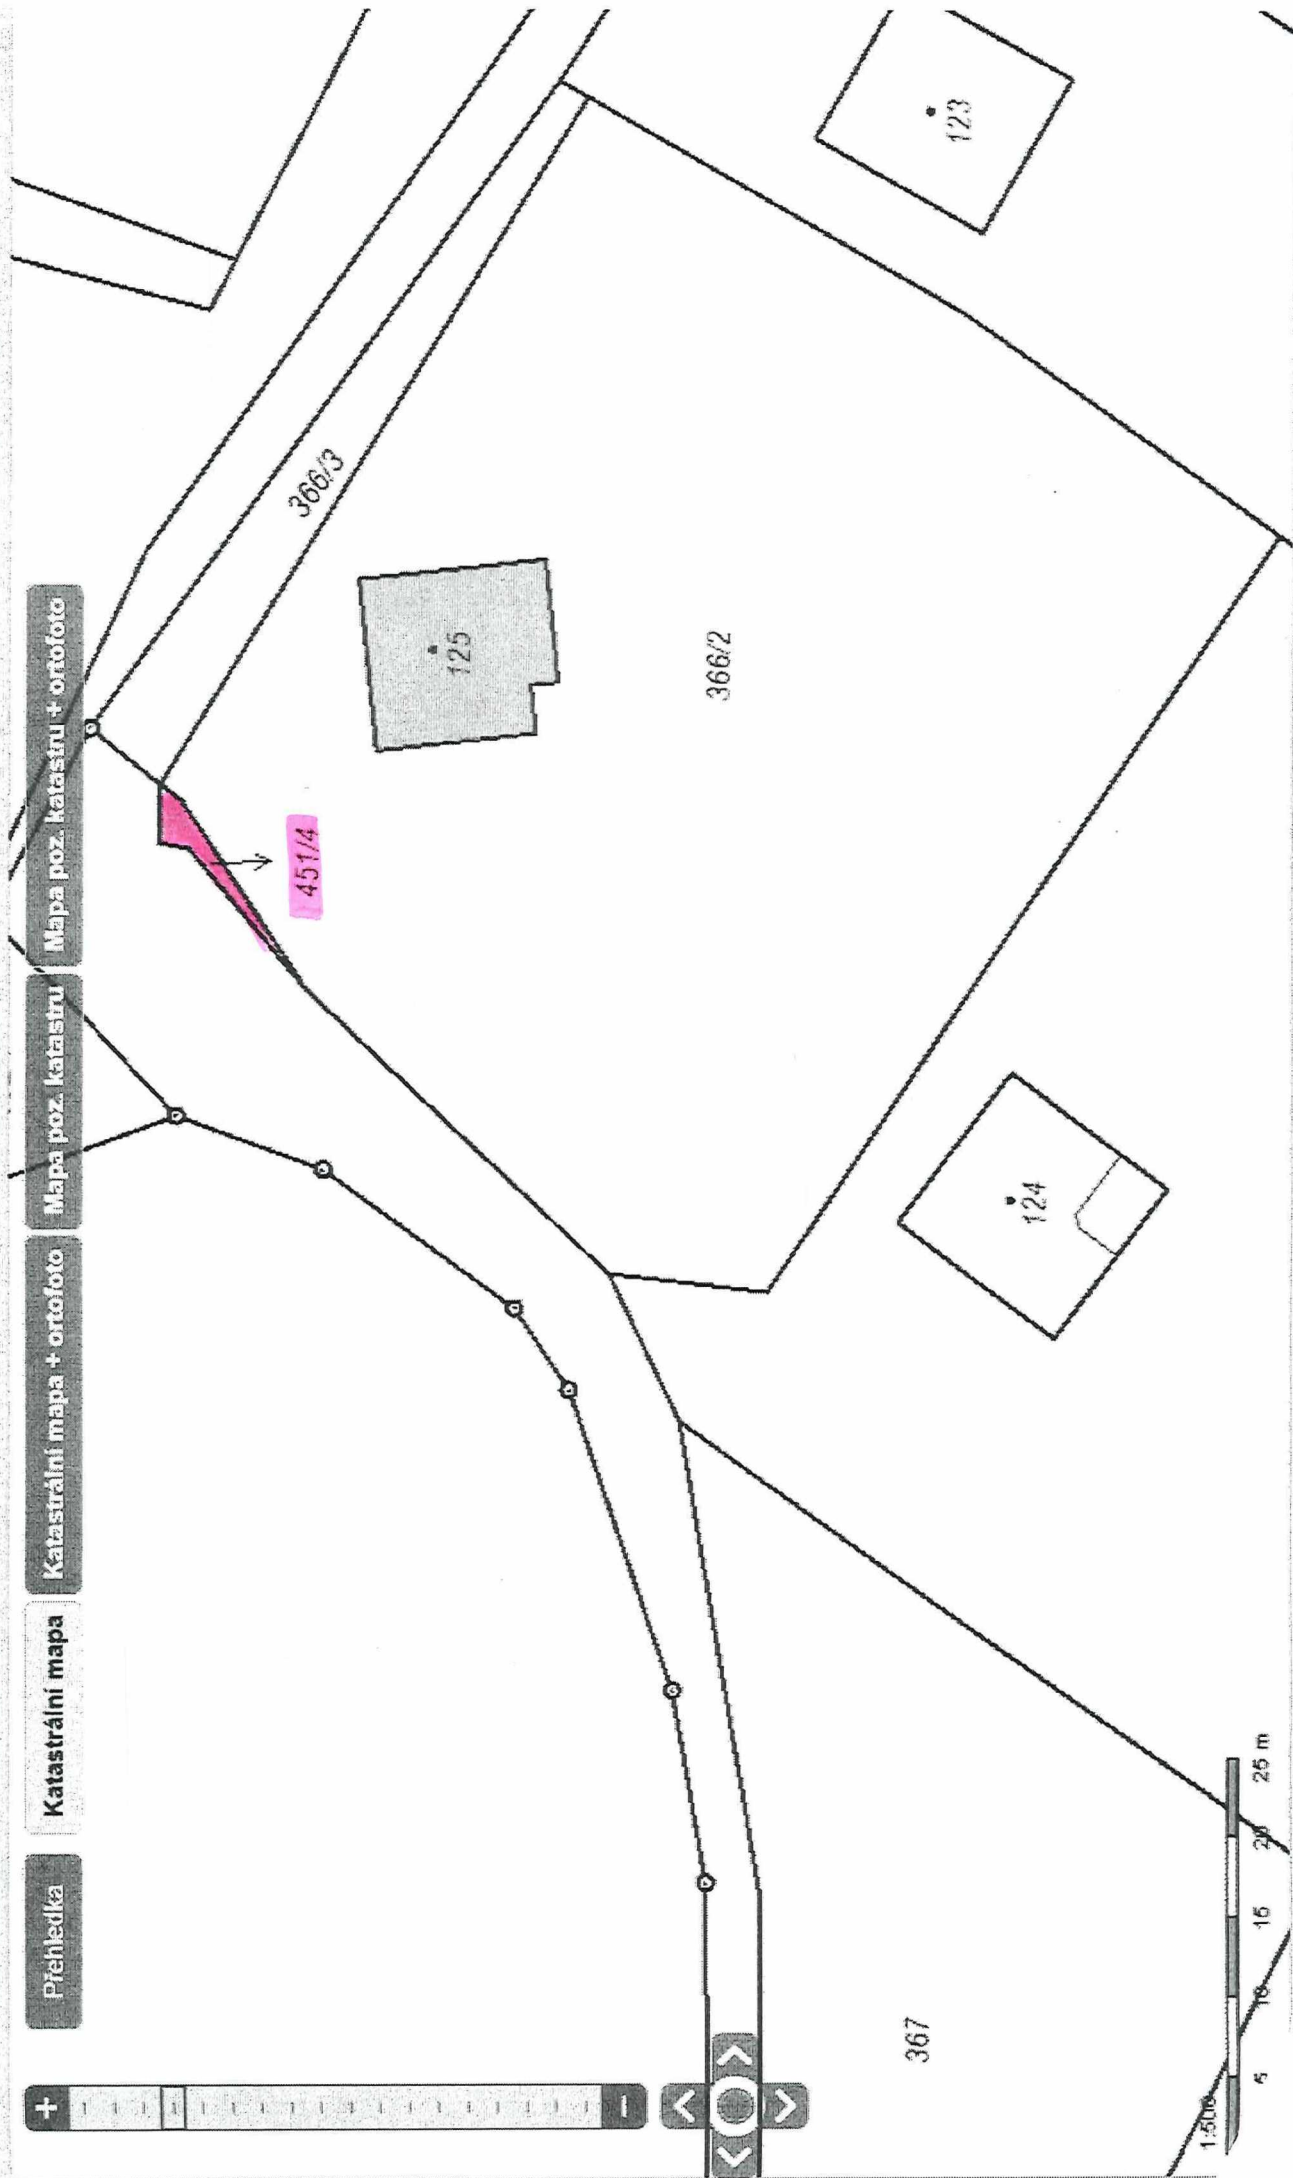 Přehledka
Katastrální mapa
Katastrální mapa + ortofoto
Mapa poz. katastru
Mapa poz. katastru + ortofoto
+
−
366/3
123
125
451/4
366/2
124
367
1:500
5
10
15
20
25 m